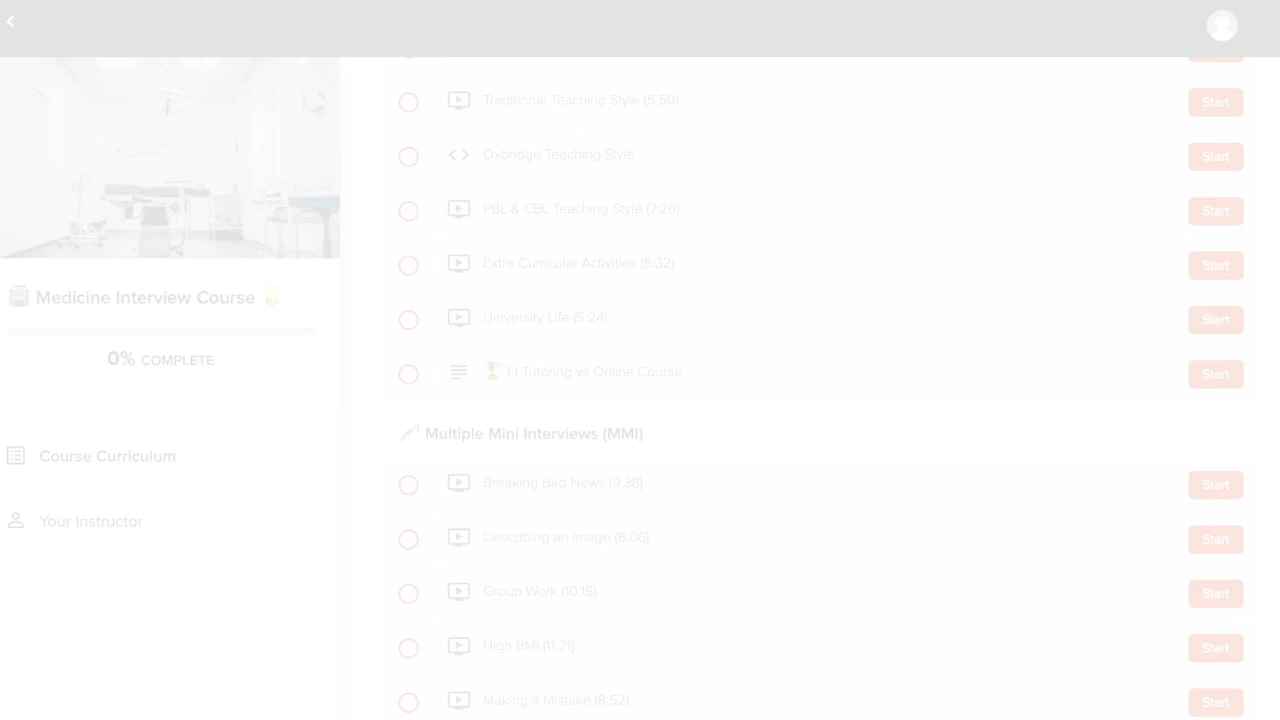 Traditional Teaching Style (5:50)
Start
Oxbridge Teaching Style
Start
PBL & CBL Teaching Style (7:26)
Start
Extra Curricular Activities (5:32)
Start
University Life (5:24)
Start
🏆 1:1 Tutoring vs Online Course
Start
🏥 Medicine Interview Course 🌟
0% COMPLETE
Course Curriculum
Your Instructor
Multiple Mini Interviews (MMI)
Breaking Bad News (9:38)
Start
Describing an Image (8:06)
Start
Group Work (10:15)
Start
High BMI (11:21)
Start
Making a Mistake (8:52)
Start